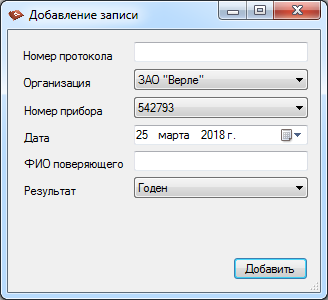 Добавление записи
Номер протокола
Организация ЗАО "Верле"
Номер прибора 542793
Дата 25 марта 2018 г.
ФИО поверяющего
Результат Годен
Добавить